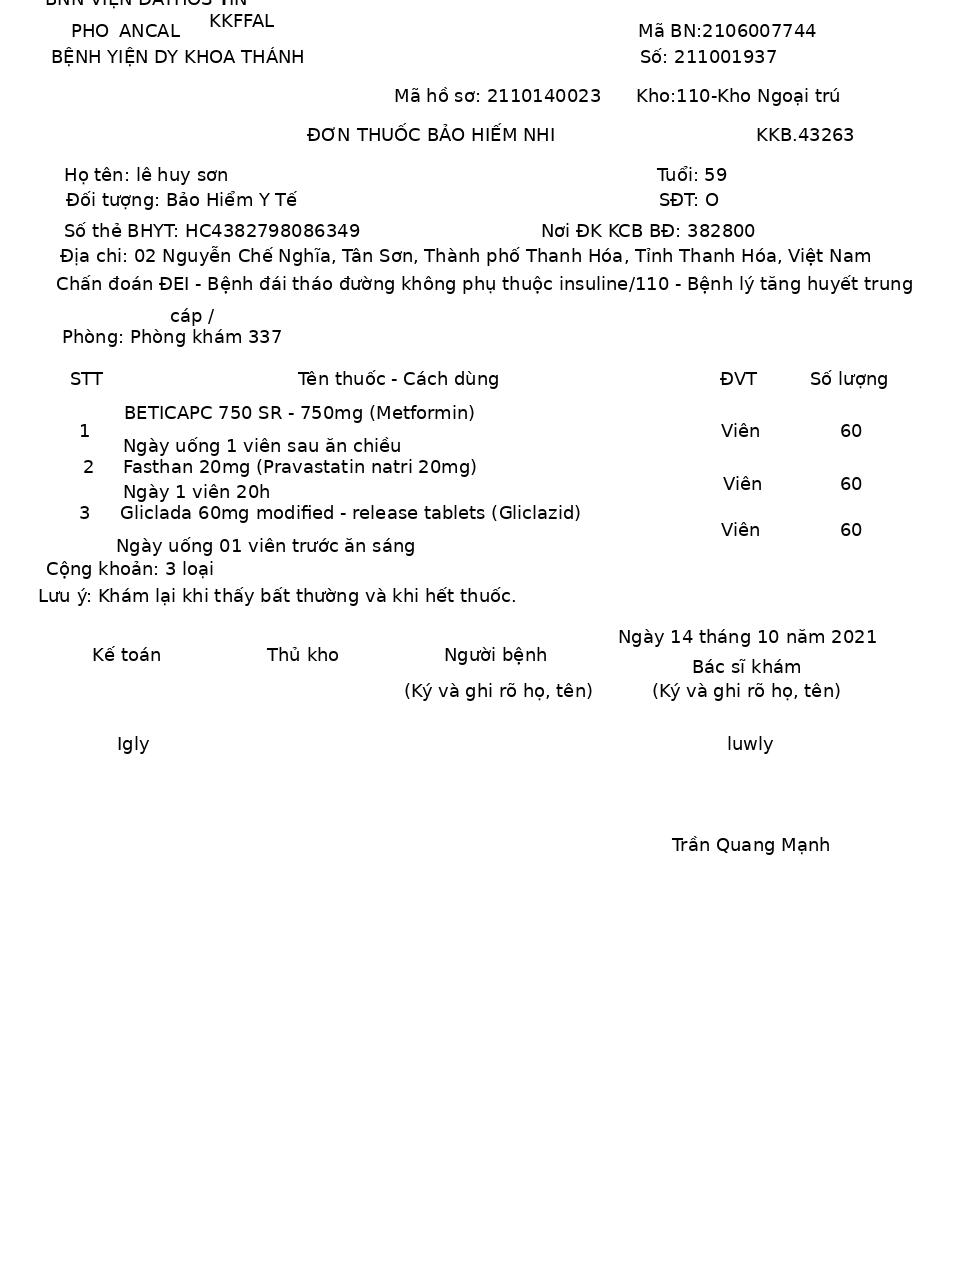 BNN VIỆN ĐATHOS TIN
KKFFAL
PHO ANCAL
Mã BN:2106007744
BỆNH YIỆN DY KHOA THÁNH
Số: 211001937
Mã hồ sơ: 2110140023 Kho:110-Kho Ngoại trú
ĐƠN THUỐC BẢO HIẾM NHI KKB.43263
Họ tên: lê huy sơn Tuổi: 59
Đối tượng: Bảo Hiểm Y Tế SĐT: O
Số thẻ BHYT: HC4382798086349 Nơi ĐK KCB BĐ: 382800
Địa chi: 02 Nguyễn Chế Nghĩa, Tân Sơn, Thành phố Thanh Hóa, Tỉnh Thanh Hóa, Việt Nam
Chấn đoán ĐEI - Bệnh đái tháo đường không phụ thuộc insuline/110 - Bệnh lý tăng huyết trung
cáp /
Phòng: Phòng khám 337
STT Tên thuốc - Cách dùng ĐVT Số lượng
BETICAPC 750 SR - 750mg (Metformin)
1 Viên 60
Ngày uống 1 viên sau ăn chiều
2 Fasthan 20mg (Pravastatin natri 20mg)
Viên 60
Ngày 1 viên 20h
3 Gliclada 60mg modified - release tablets (Gliclazid)
Viên 60
Ngày uống 01 viên trước ăn sáng
Cộng khoản: 3 loại
Lưu ý: Khám lại khi thấy bất thường và khi hết thuốc.
Ngày 14 tháng 10 năm 2021
Kế toán Thủ kho Người bệnh
Bác sĩ khám
(Ký và ghi rõ họ, tên) (Ký và ghi rõ họ, tên)
Igly luwly
Trần Quang Mạnh